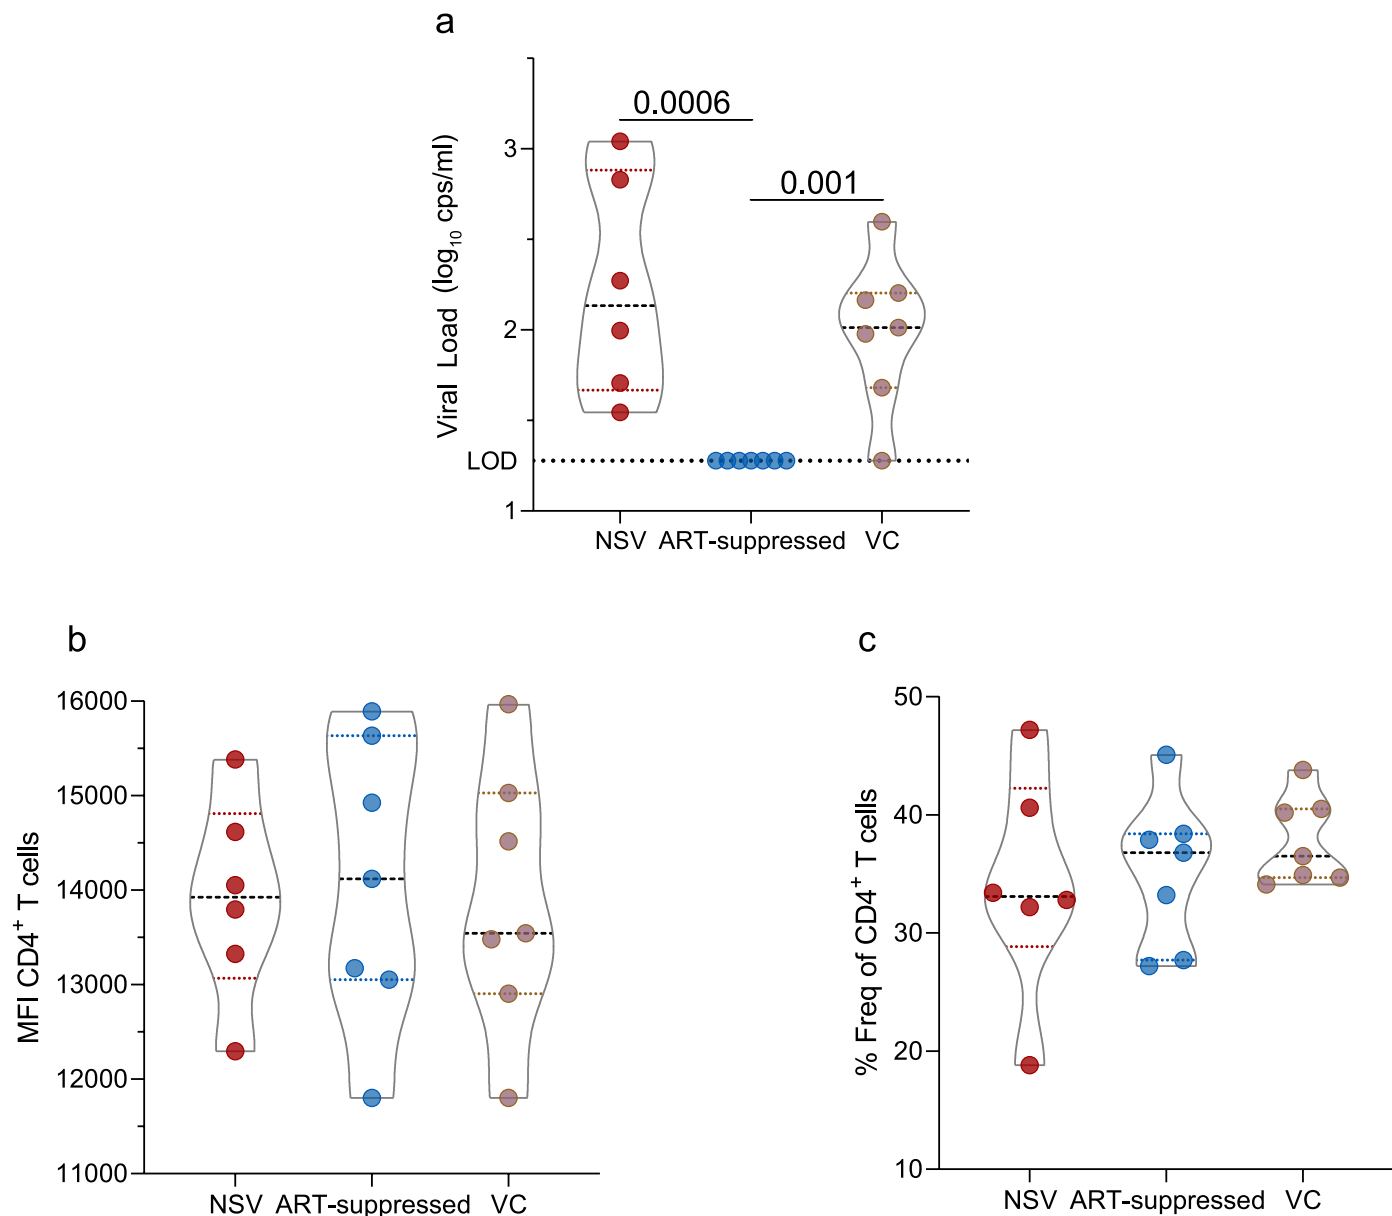 a
Viral Load (log10 cps/ml)
3
2
LOD
1
0.0006
0.001
NSV
ART-suppressed
VC
b
MFI CD4+ T cells
16000
15000
14000
13000
12000
11000
NSV
ART-suppressed
VC
c
% Freq of CD4+ T cells
50
40
30
20
10
NSV
ART-suppressed
VC